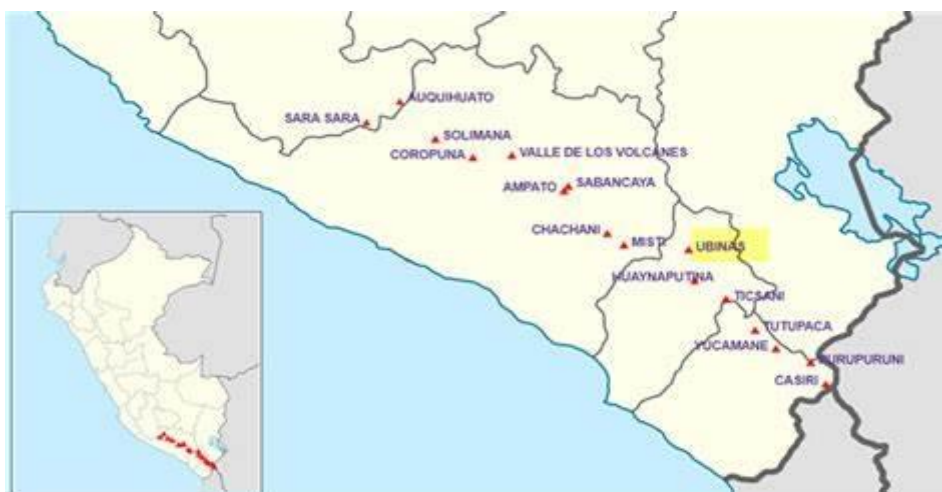 AUQUIHUATO
SARA SARA
SOLIMANA
COROPUNA
VALLE DE LOS VOLCANES
AMPATO
SABANCAYA
CHACHANI
MISTI
UBINAS
HUAYNAPUTINA
TICSANI
TUTUPACA
YUCAMANE
PURUPURUNI
CASIRI